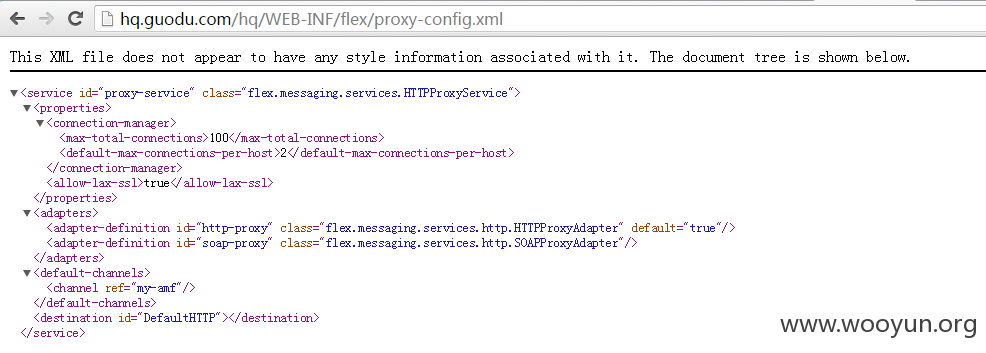 hq.guodu.com/hq/WEB-INF/flex/proxy-config.xml
This XML file does not appear to have any style information associated with it. The document tree is shown below.
▼<service id="proxy-service" class="flex.messaging.services.HTTPProxyService">
▼<properties>
▼<connection-manager>
<max-total-connections>100</max-total-connections>
<default-max-connections-per-host>2</default-max-connections-per-host>
</connection-manager>
<allow-lax-ssl>true</allow-lax-ssl>
</properties>
▼<adapters>
<adapter-definition id="http-proxy" class="flex.messaging.services.http.HTTPProxyAdapter" default="true"/>
<adapter-definition id="soap-proxy" class="flex.messaging.services.http.SOAPProxyAdapter"/>
</adapters>
▼<default-channels>
<channel ref="my-amf"/>
</default-channels>
<destination id="DefaultHTTP"></destination>
</service>
www.wooyun.org